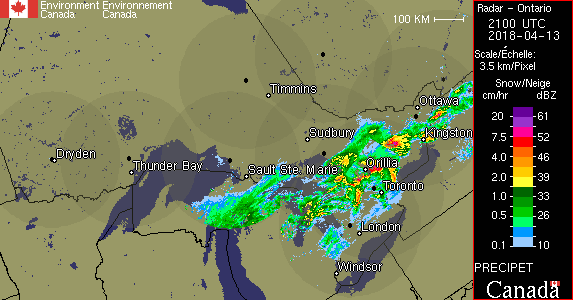 Environment Environnement
Canada Canada
100 KM
Timmins
Ottawa
Sudbury
Kingston
Dryden
Thunder Bay
Sault Ste. Marie
Orillia
Toronto
London
Windsor
Radar - Ontario
2100 UTC
2018-04-13
Scale/Échelle:
3.5 km/Pixel
Snow/Neige
cm/hr dBZ
20 61
7.5 52
4.0 46
2.0 39
1.0 33
0.5 26
0.1 10
PRECIPET
Canada